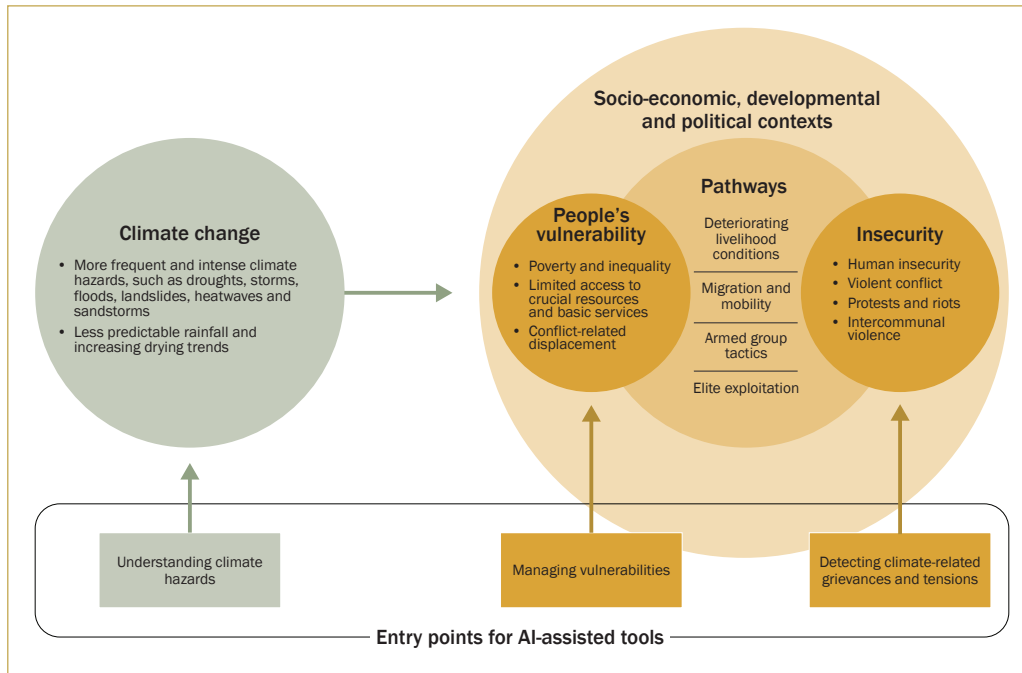 Socio-economic, developmental
and political contexts
Climate change
• More frequent and intense climate
hazards, such as droughts, storms,
floods, landslides, heatwaves and
sandstorms
• Less predictable rainfall and
increasing drying trends
People's
vulnerability
• Poverty and inequality
• Limited access to
crucial resources
and basic services
• Conflict-related
displacement
Pathways
Deteriorating
livelihood
conditions
Migration and
mobility
Armed group
tactics
Elite exploitation
Insecurity
• Human insecurity
• Violent conflict
• Protests and riots
• Intercommunal
violence
Understanding climate
hazards
Managing vulnerabilities
Detecting climate-related
grievances and tensions
Entry points for AI-assisted tools